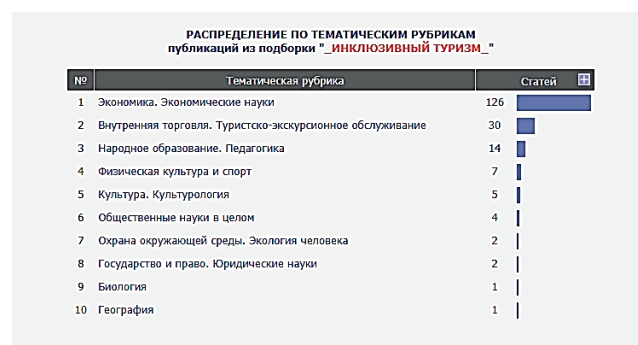 РАСПРЕДЕЛЕНИЕ ПО ТЕМАТИЧЕСКИМ РУБРИКАМ
публикаций из подборки "_ИНКЛЮЗИВНЫЙ ТУРИЗМ_"
№ Тематическая рубрика Статей
1 Экономика. Экономические науки 126
2 Внутренняя торговля. Туристско-экскурсионное обслуживание 30
3 Народное образование. Педагогика 14
4 Физическая культура и спорт 7
5 Культура. Культурология 5
6 Общественные науки в целом 4
7 Охрана окружающей среды. Экология человека 2
8 Государство и право. Юридические науки 2
9 Биология 1
10 География 1